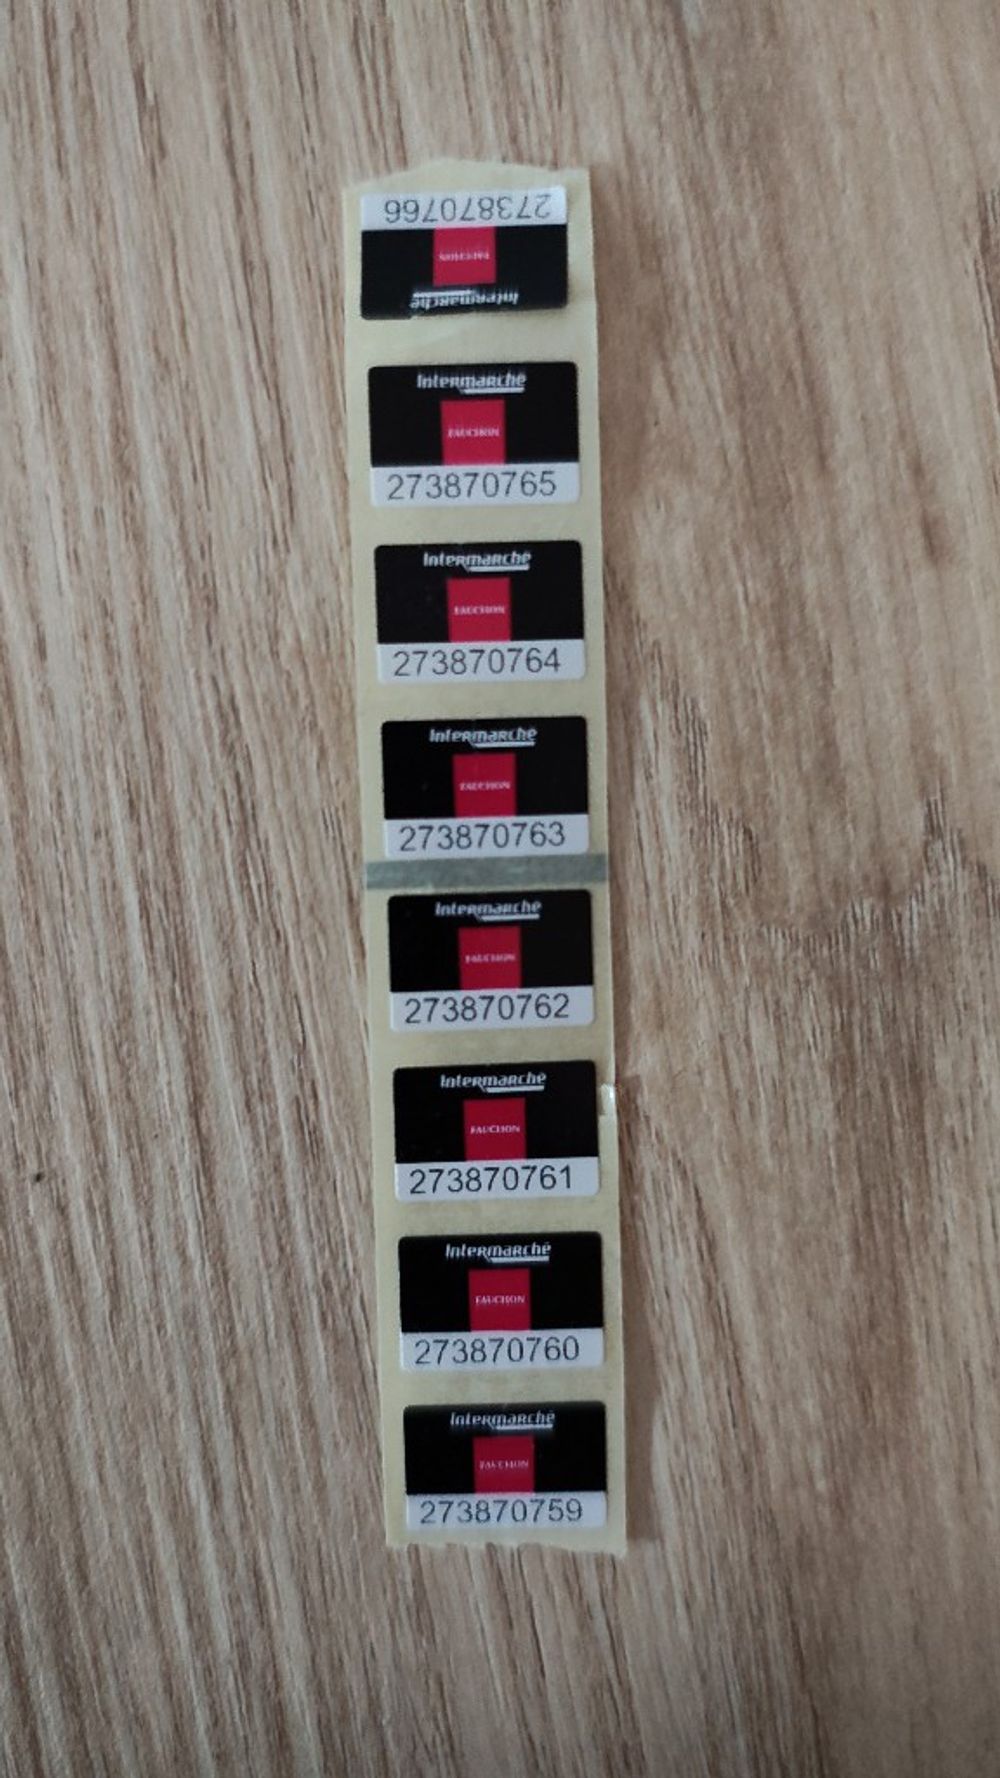 273870766
FAUCHON
Intermarché
Intermarché
FAUCHON
273870765
Intermarché
FAUCHON
273870764
Intermarché
FAUCHON
273870763
Intermarché
FAUCHON
273870762
Intermarché
FAUCHON
273870761
Intermarché
FAUCHON
273870760
Intermarché
FAUCHON
273870759